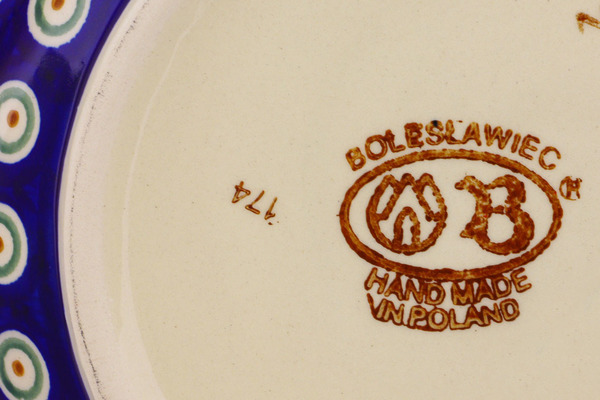 BOLESŁAWIEC ®
B
HAND MADE
IN POLAND
174